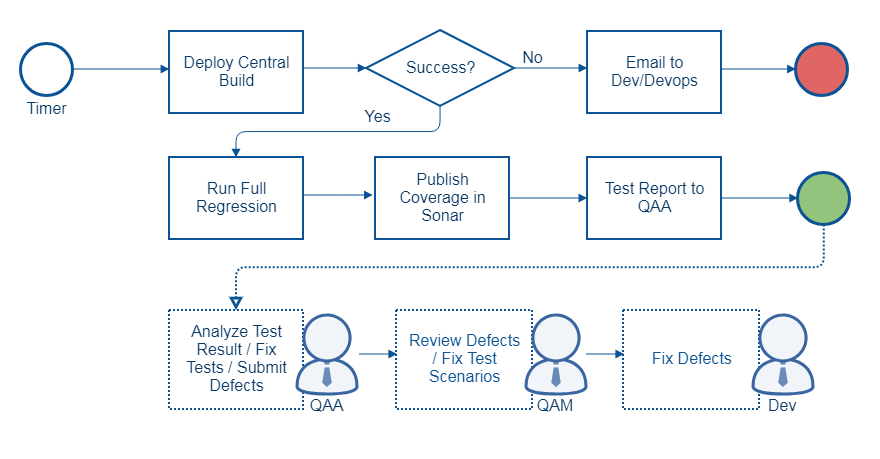 Timer
Deploy Central
Build
Success?
No
Email to
Dev/Devops
Yes
Run Full
Regression
Publish
Coverage in
Sonar
Test Report to
QAA
Analyze Test
Result / Fix
Tests / Submit
Defects
QAA
Review Defects
/ Fix Test
Scenarios
QAM
Fix Defects
Dev